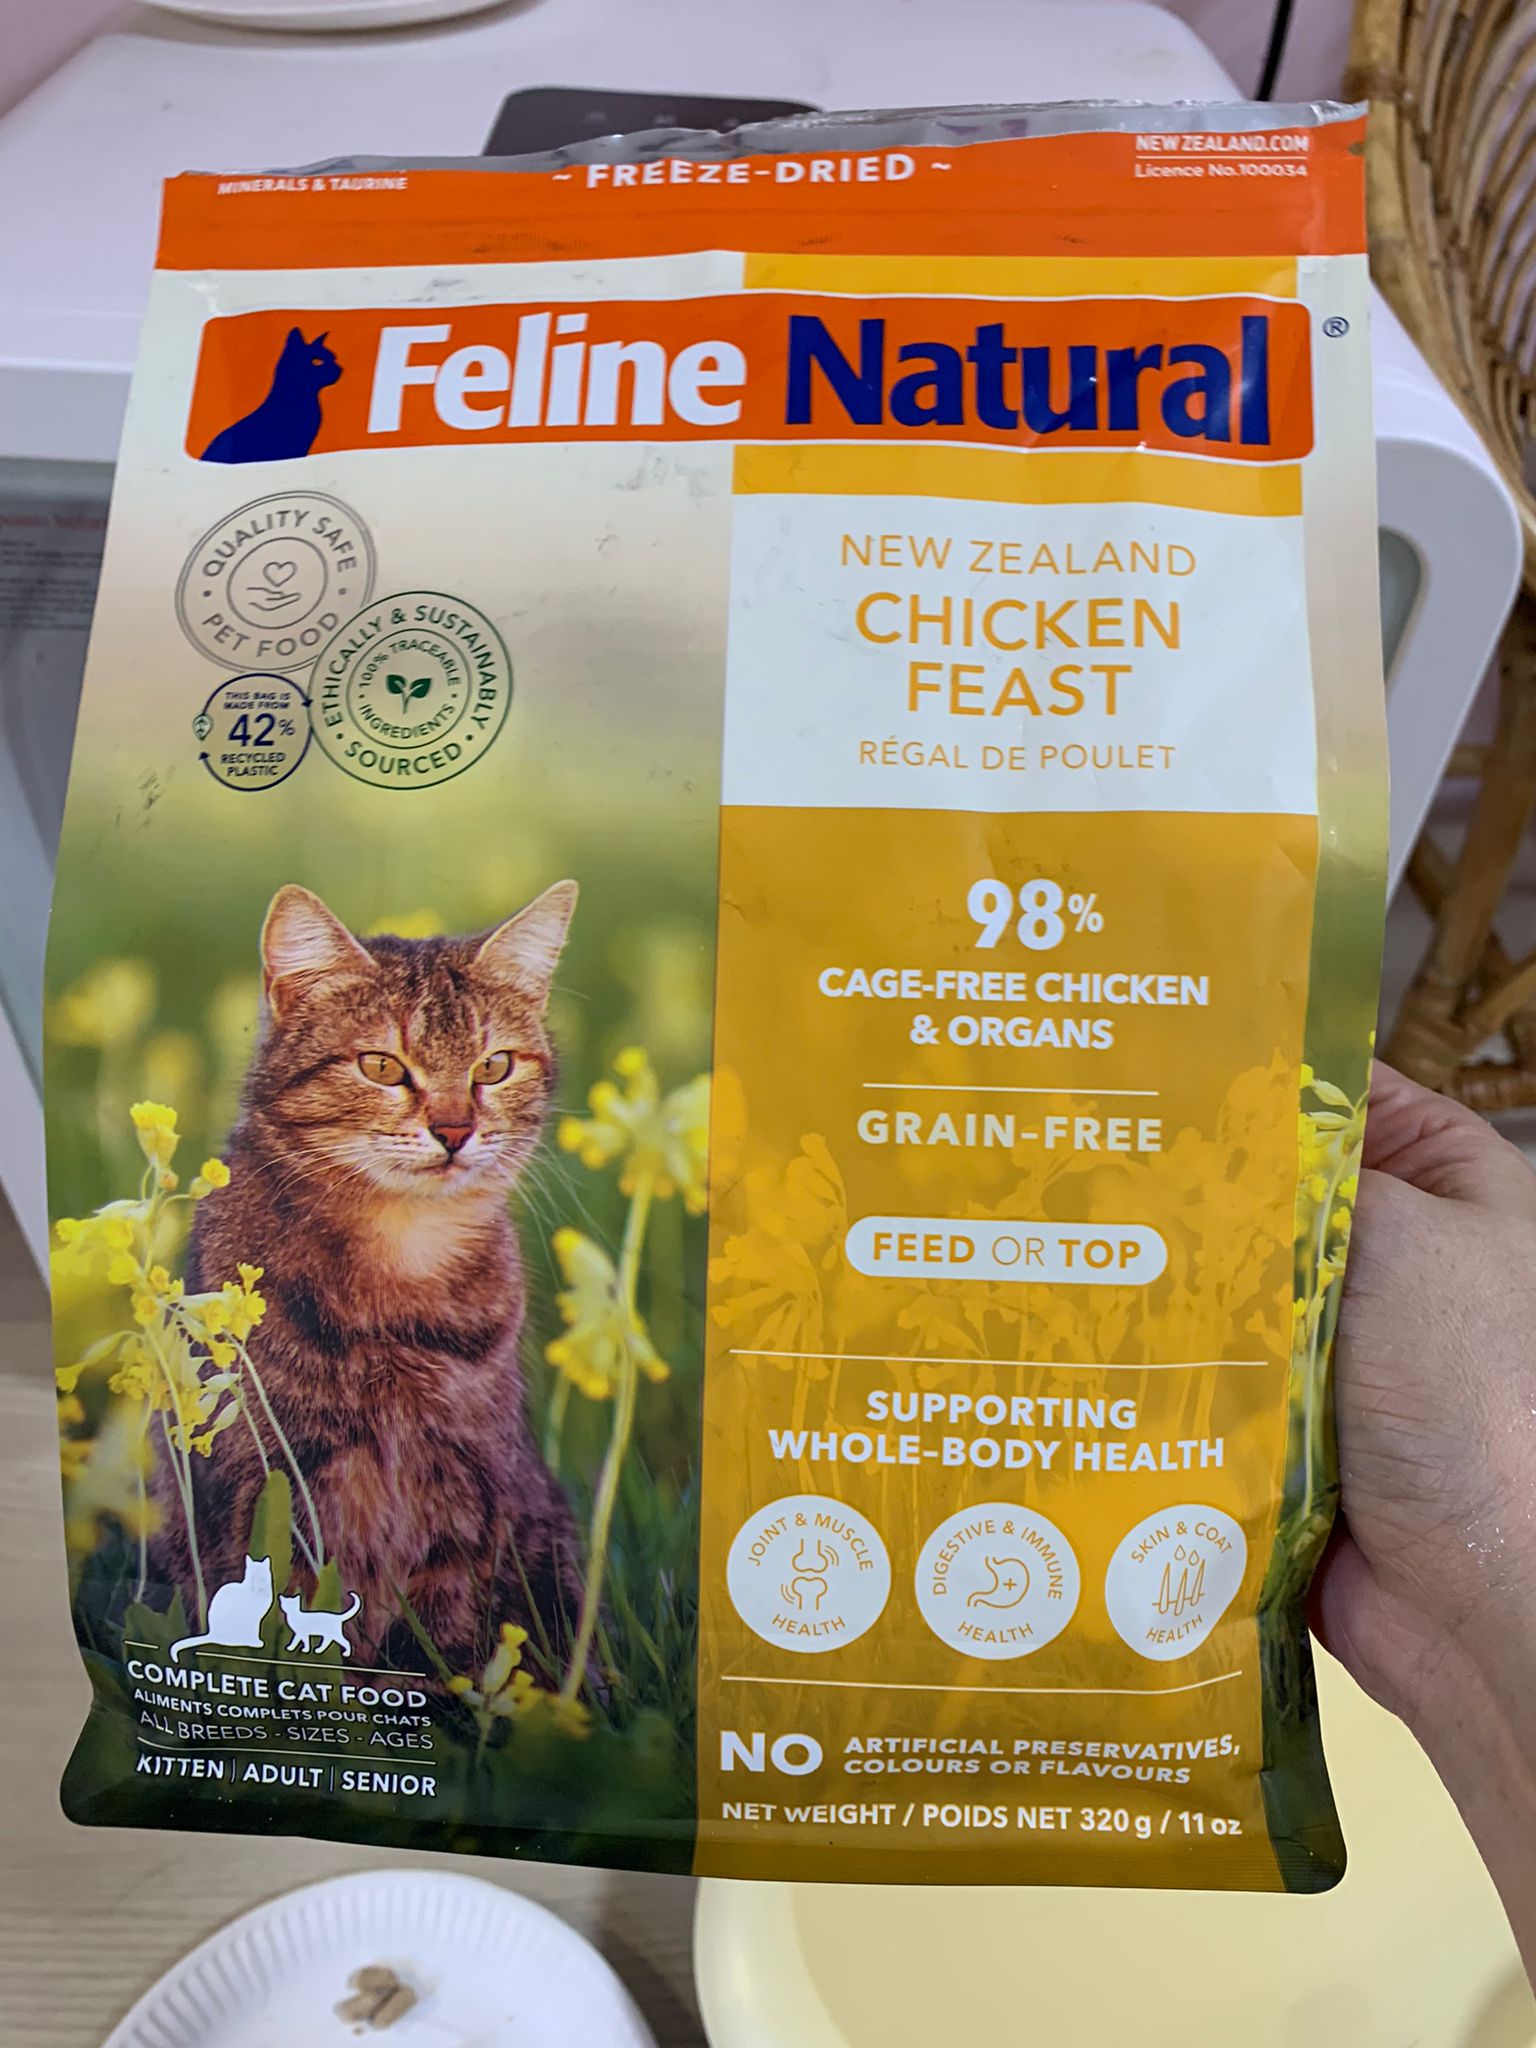 MINERALS & TAURINE
~ FREEZE-DRIED ~
NEWZEALAND.COM
Licence No.100034
Feline Natural®
QUALITY SAFE
PET FOOD
ETHICALLY & SUSTAINABLY
SOURCED
100% TRACEABLE
INGREDIENTS
THIS BAG IS
MADE FROM
42%
RECYCLED
PLASTIC
NEW ZEALAND
CHICKEN
FEAST
RÉGAL DE POULET
98%
CAGE-FREE CHICKEN
& ORGANS
GRAIN-FREE
FEED OR TOP
SUPPORTING
WHOLE-BODY HEALTH
JOINT & MUSCLE
HEALTH
DIGESTIVE & IMMUNE
HEALTH
SKIN & COAT
HEALTH
COMPLETE CAT FOOD
ALIMENTS COMPLETS POUR CHATS
ALL BREEDS - SIZES - AGES
KITTEN | ADULT | SENIOR
NO ARTIFICIAL PRESERVATIVES,
COLOURS OR FLAVOURS
NET WEIGHT / POIDS NET 320 g / 11 oz